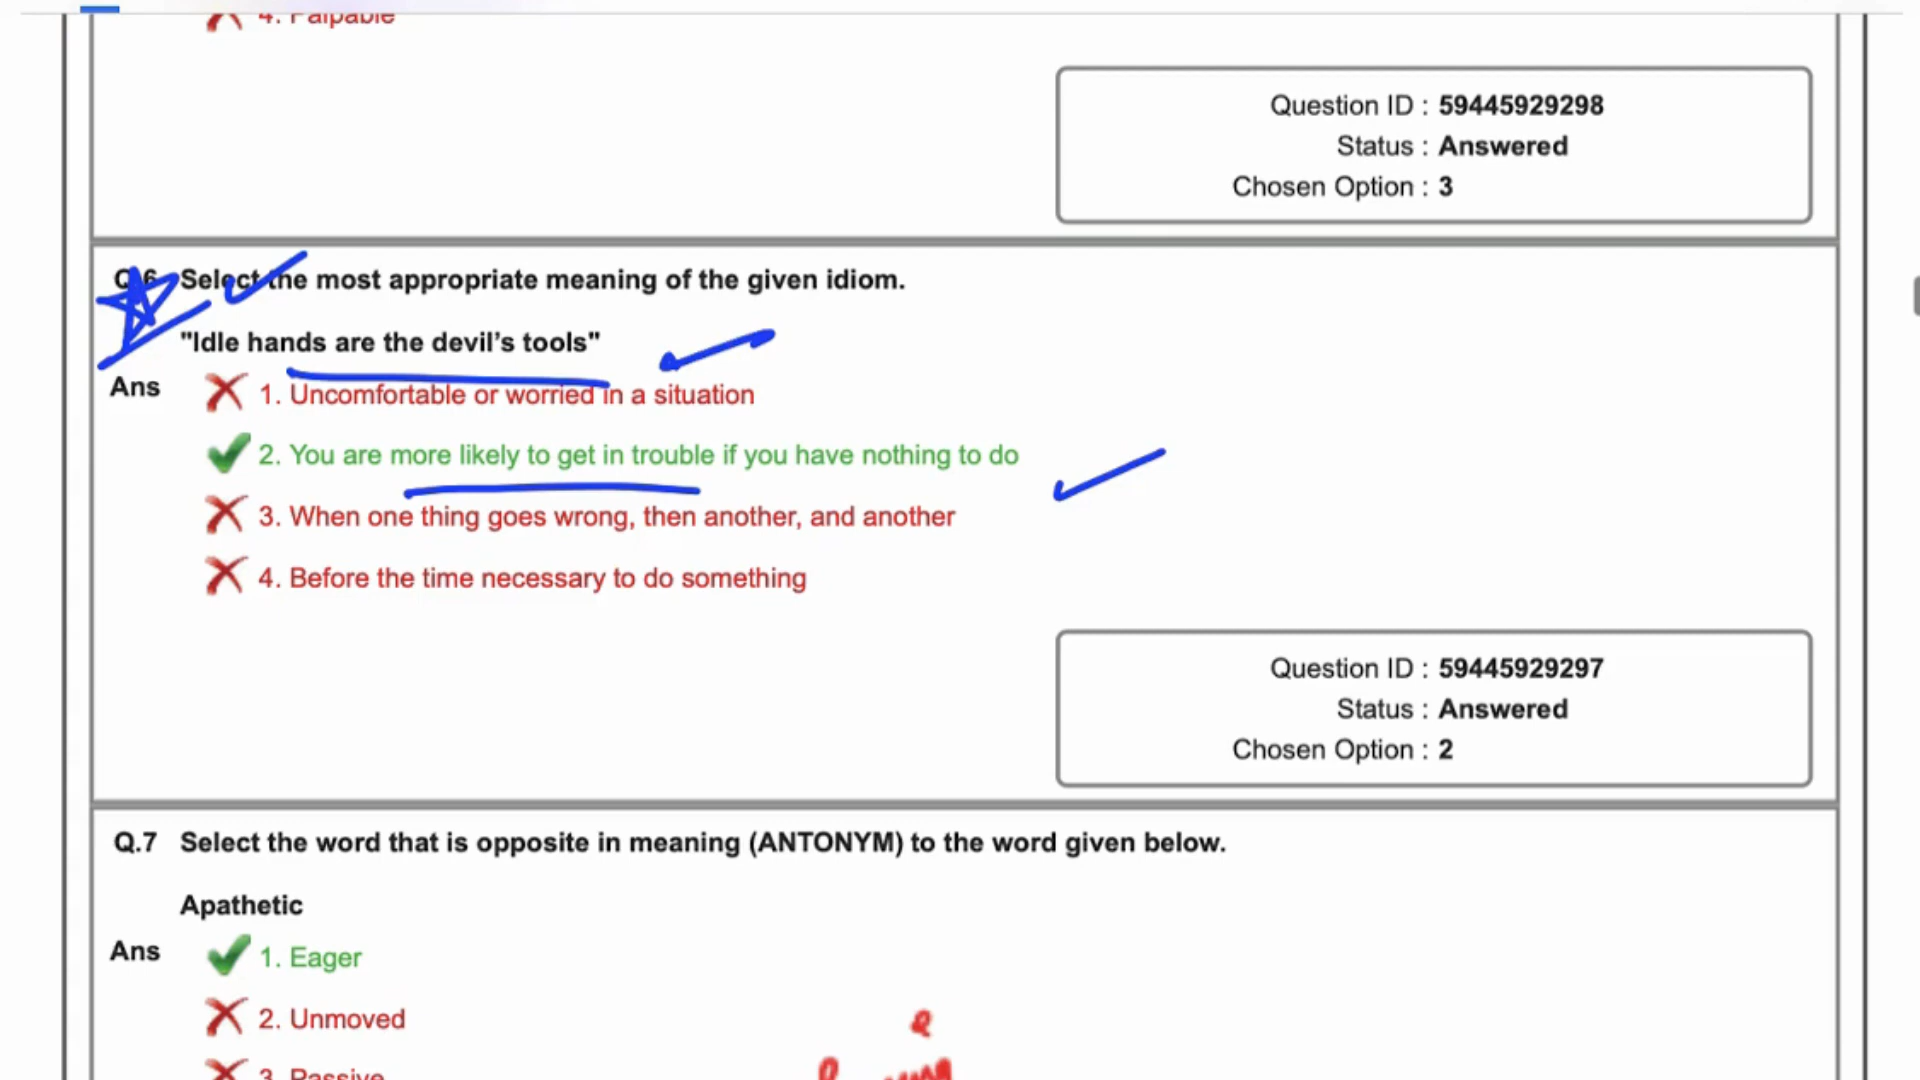 4. Palpable
Question ID : 59445929298
Status : Answered
Chosen Option : 3
Q.6 Select the most appropriate meaning of the given idiom.
"Idle hands are the devil's tools"
Ans 1. Uncomfortable or worried in a situation
2. You are more likely to get in trouble if you have nothing to do
3. When one thing goes wrong, then another, and another
4. Before the time necessary to do something
Question ID : 59445929297
Status : Answered
Chosen Option : 2
Q.7 Select the word that is opposite in meaning (ANTONYM) to the word given below.
Apathetic
Ans 1. Eager
2. Unmoved
3. Passive